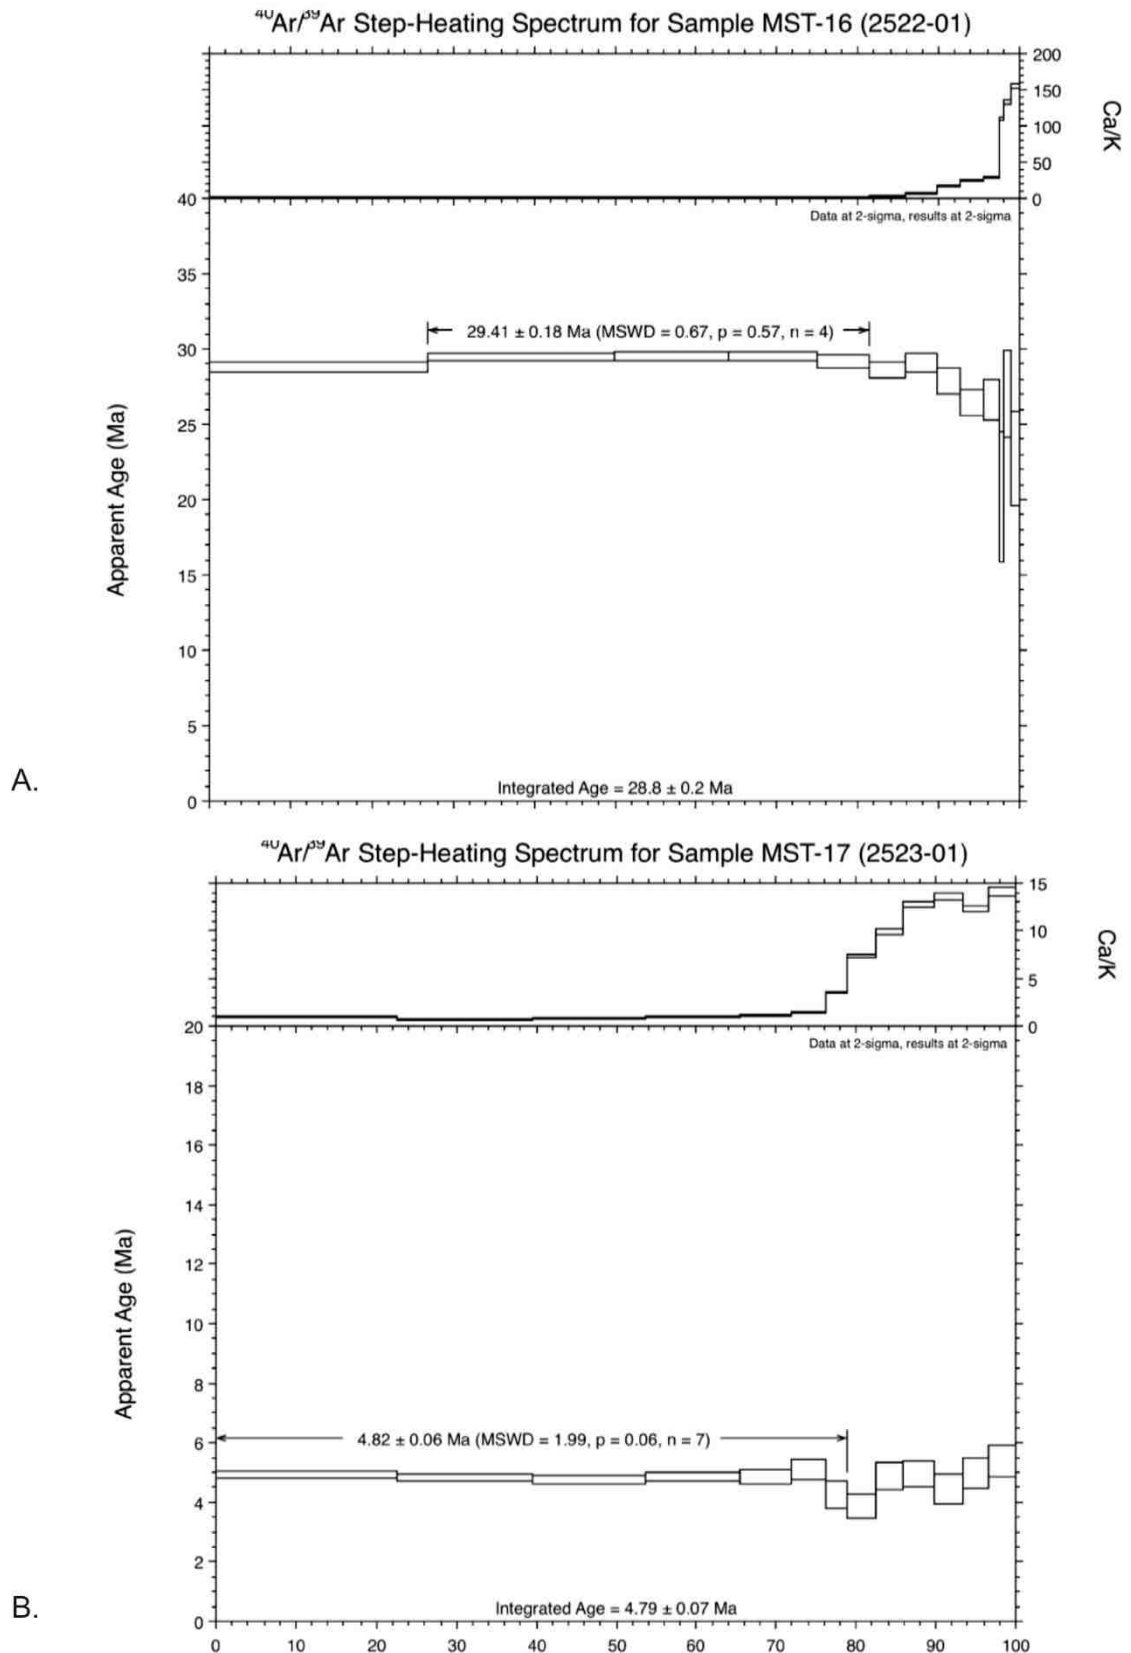 ⁴⁰Ar/³⁹Ar Step-Heating Spectrum for Sample MST-16 (2522-01)
200
150
100
50
0
Ca/K
Data at 2-sigma, results at 2-sigma
40
35
30
25
20
15
10
5
0
Apparent Age (Ma)
29.41 ± 0.18 Ma (MSWD = 0.67, p = 0.57, n = 4)
Integrated Age = 28.8 ± 0.2 Ma
A.
⁴⁰Ar/³⁹Ar Step-Heating Spectrum for Sample MST-17 (2523-01)
15
10
5
0
Ca/K
Data at 2-sigma, results at 2-sigma
20
18
16
14
12
10
8
6
4
2
0
Apparent Age (Ma)
4.82 ± 0.06 Ma (MSWD = 1.99, p = 0.06, n = 7)
Integrated Age = 4.79 ± 0.07 Ma
B.
0 10 20 30 40 50 60 70 80 90 100